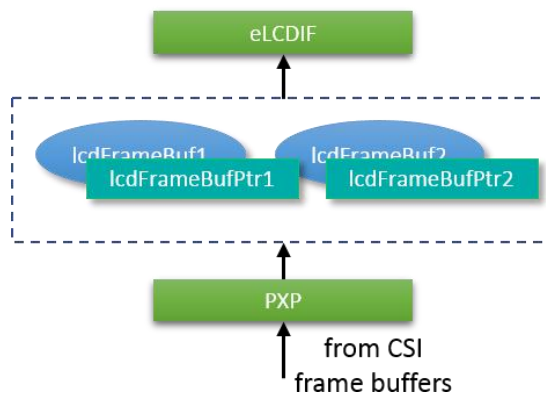 eLCDIF
lcdFrameBuf1
lcdFrameBuf2
lcdFrameBufPtr1
lcdFrameBufPtr2
PXP
from CSI
frame buffers